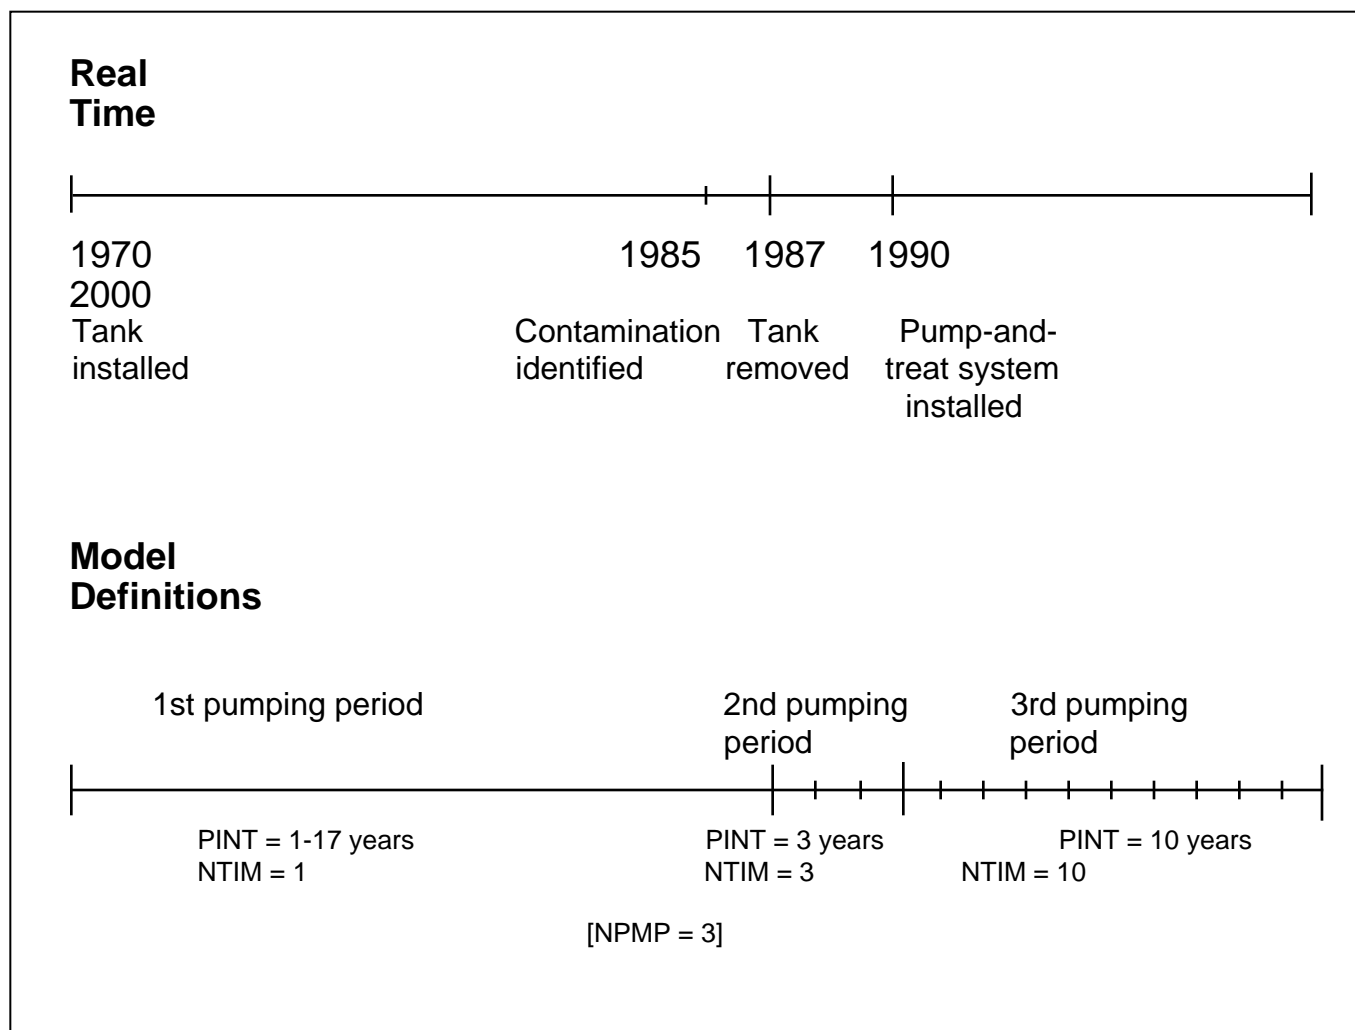 Real
Time
1970 1985 1987 1990
2000
Tank Contamination Tank Pump-and-
installed identified removed treat system
installed
Model
Definitions
1st pumping period 2nd pumping 3rd pumping
period period
PINT = 1-17 years PINT = 3 years PINT = 10 years
NTIM = 1 NTIM = 3 NTIM = 10
[NPMP = 3]